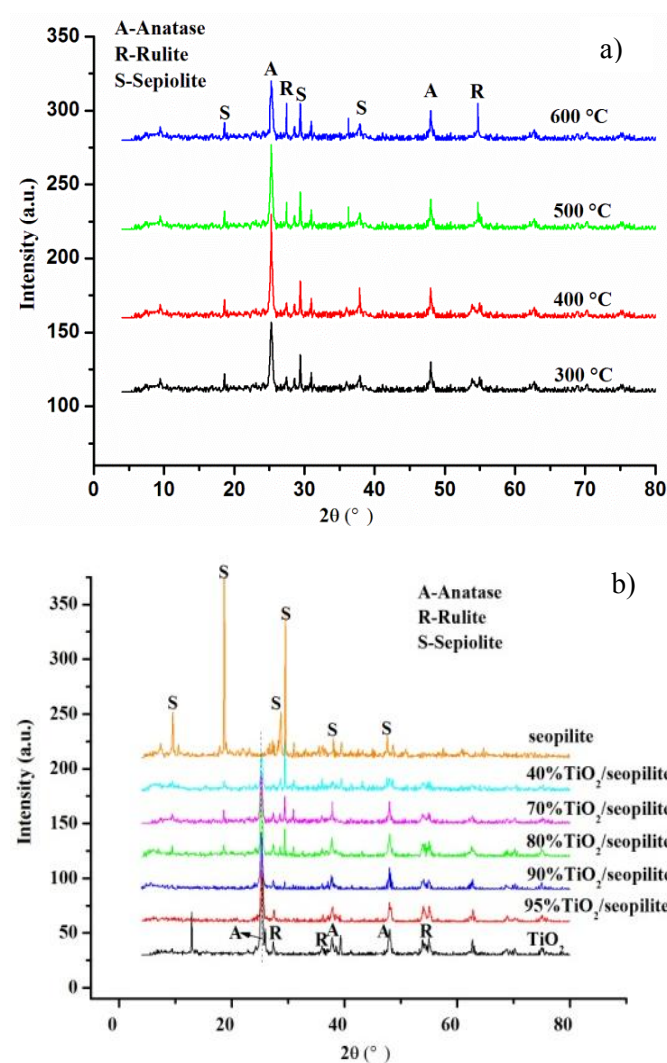 a)
A-Anatase
R-Rulite
S-Sepiolite
350
300
250
200
150
100
Intensity (a.u.)
S
A
R
S
S
A
R
600 °C
500 °C
400 °C
300 °C
0 10 20 30 40 50 60 70 80
2θ (°)
b)
A-Anatase
R-Rulite
S-Sepiolite
375
350
300
250
200
150
100
50
0
Intensity (a.u.)
S
S
S
S
S
S
seopilite
40%TiO2/seopilite
70%TiO2/seopilite
80%TiO2/seopilite
90%TiO2/seopilite
95%TiO2/seopilite
A R R A A R TiO2
0 20 40 60 80
2θ (°)